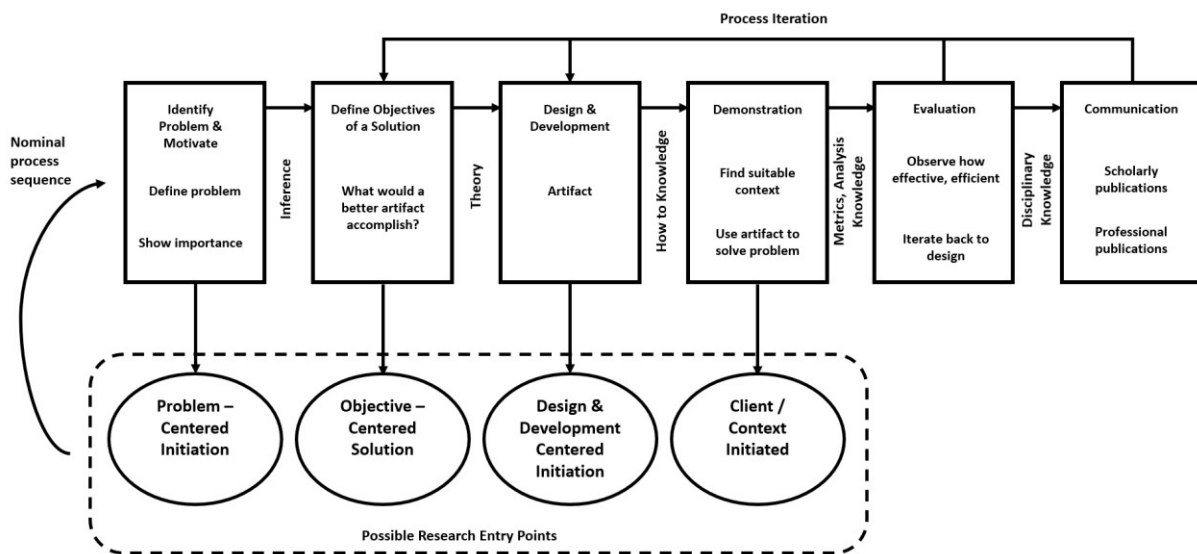 Process Iteration
Nominal
process
sequence
Identify
Problem &
Motivate
Define problem
Show importance
Inference
Define Objectives
of a Solution
What would a
better artifact
accomplish?
Theory
Design &
Development
Artifact
How to Knowledge
Demonstration
Find suitable
context
Use artifact to
solve problem
Metrics, Analysis
Knowledge
Evaluation
Observe how
effective, efficient
Iterate back to
design
Disciplinary
Knowledge
Communication
Scholarly
publications
Professional
publications
Problem –
Centered
Initiation
Objective –
Centered
Solution
Design &
Development
Centered
Initiation
Client /
Context
Initiated
Possible Research Entry Points